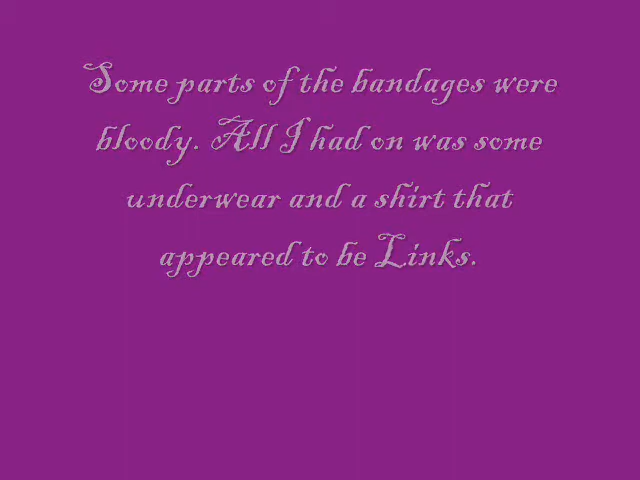 Some parts of the bandages were
bloody. All I had on was some
underwear and a shirt that
appeared to be Links.